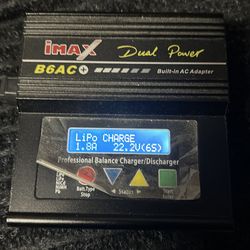 iMAX Dual Power
B6AC+ Built-in AC Adapter
LiPo CHARGE
1.8A 22.2V(6S)
Professional Balance Charger/Discharger
Batt.Type
Stop
◄ Status ►
Start
Enter